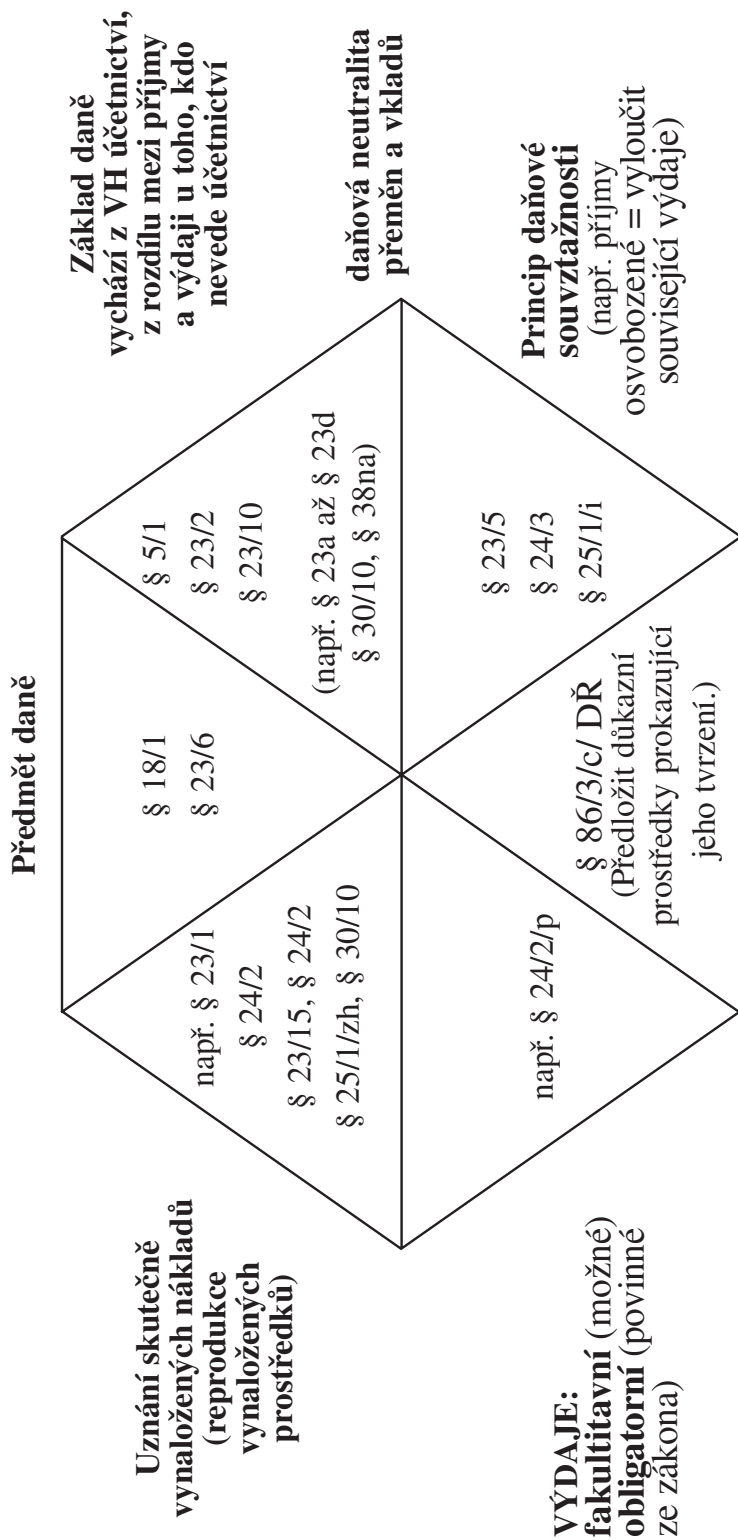 Předmět daně
Základ daně
vychází z VH účetnictví,
z rozdílu mezi příjmy
a výdaji u toho, kdo
nevede účetnictví
daňová neutralita
přeměn a vkladů
Princip daňové
souvztažnosti
(např. příjmy
osvobozené = vyloučit
související výdaje)
Uznání skutečně
vynaložených nákladů
(reprodukce
vynaložených
prostředků)
VÝDAJE:
fakultitavní (možné)
obligatorní (povinné
ze zákona)
§ 18/1
§ 23/6
§ 5/1
§ 23/2
§ 23/10
(např. § 23a až § 23d
§ 30/10, § 38na)
§ 23/5
§ 24/3
§ 25/1/i
§ 86/3/c/ DŘ
(Předložit důkazní
prostředky prokazující
jeho tvrzení.)
např. § 24/2/p
např. § 23/1
§ 24/2
§ 23/15, § 24/2
§ 25/1/zh, § 30/10